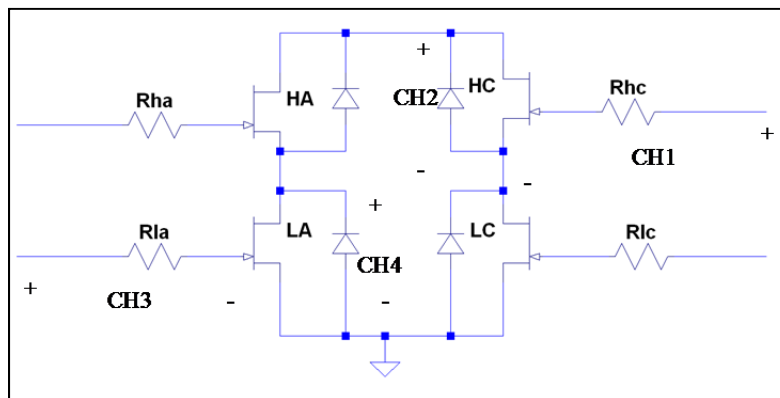 +
Rha
HA
CH2
HC
Rhc
CH1
+
-
-
Rla
LA
+
CH4
LC
Rlc
+
CH3
-
-